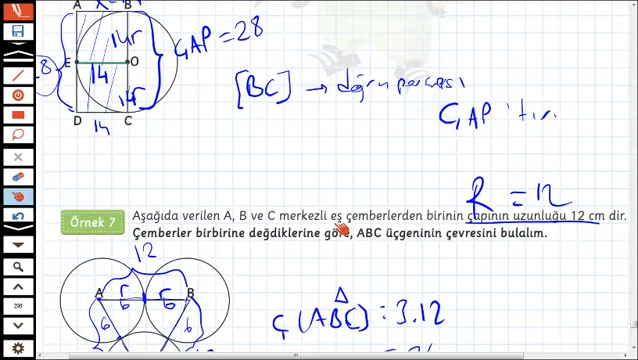 A B
14r
ÇAP = 28
E 14 O
14r
D 14 C
[BC] → doğru parçası
ÇAP 'tır
R = 12
Örnek 7 Aşağıda verilen A, B ve C merkezli eş çemberlerden birinin çapının uzunluğu 12 cm dir.
Çemberler birbirine değdiklerine göre, ABC üçgeninin çevresini bulalım.
12
A r r B
6 6
Ç(ABC) = 3.12
6 6